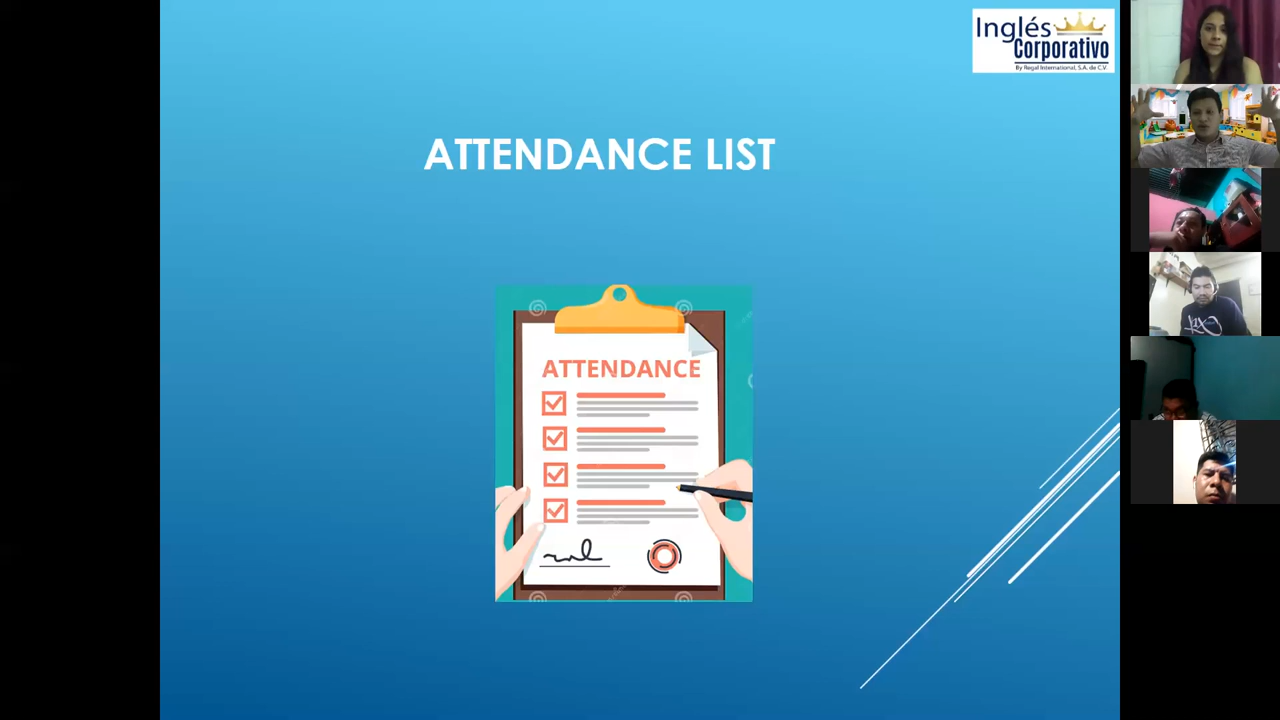 Inglés
Corporativo
By Regal International, S.A. de C.V.
ATTENDANCE LIST
ATTENDANCE